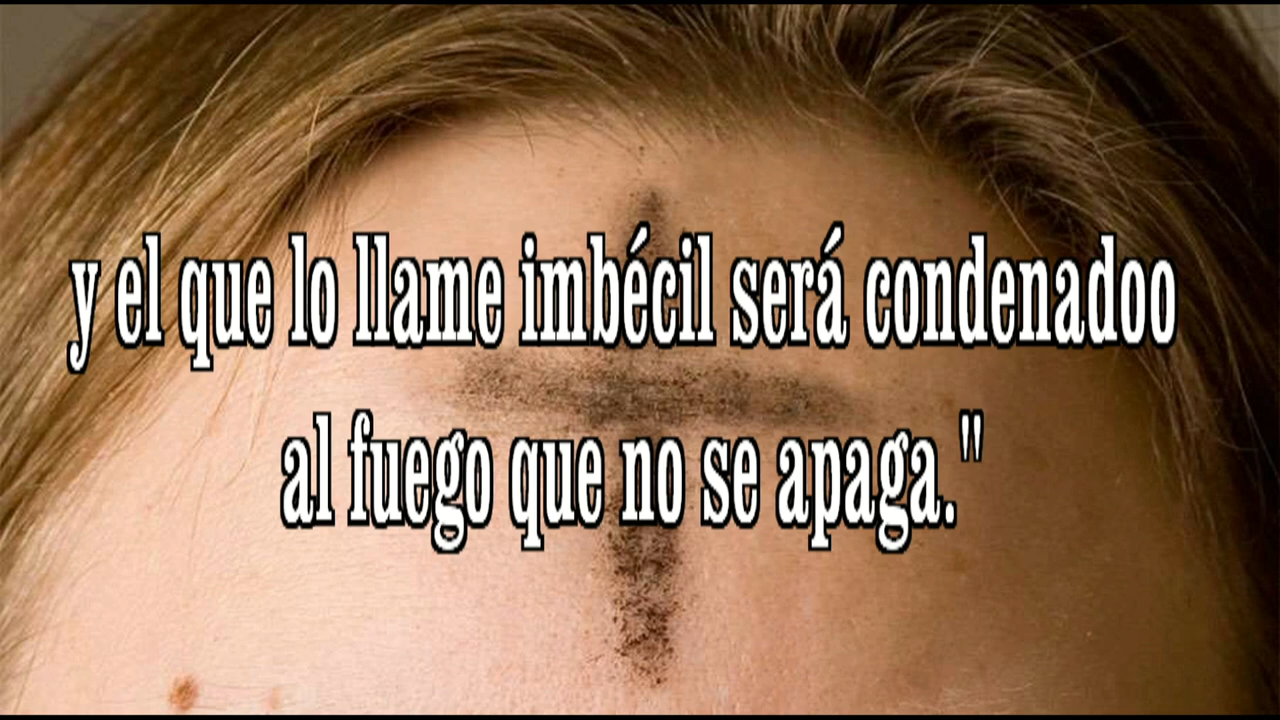 y el que lo llame imbécil será condenadoo
al fuego que no se apaga."